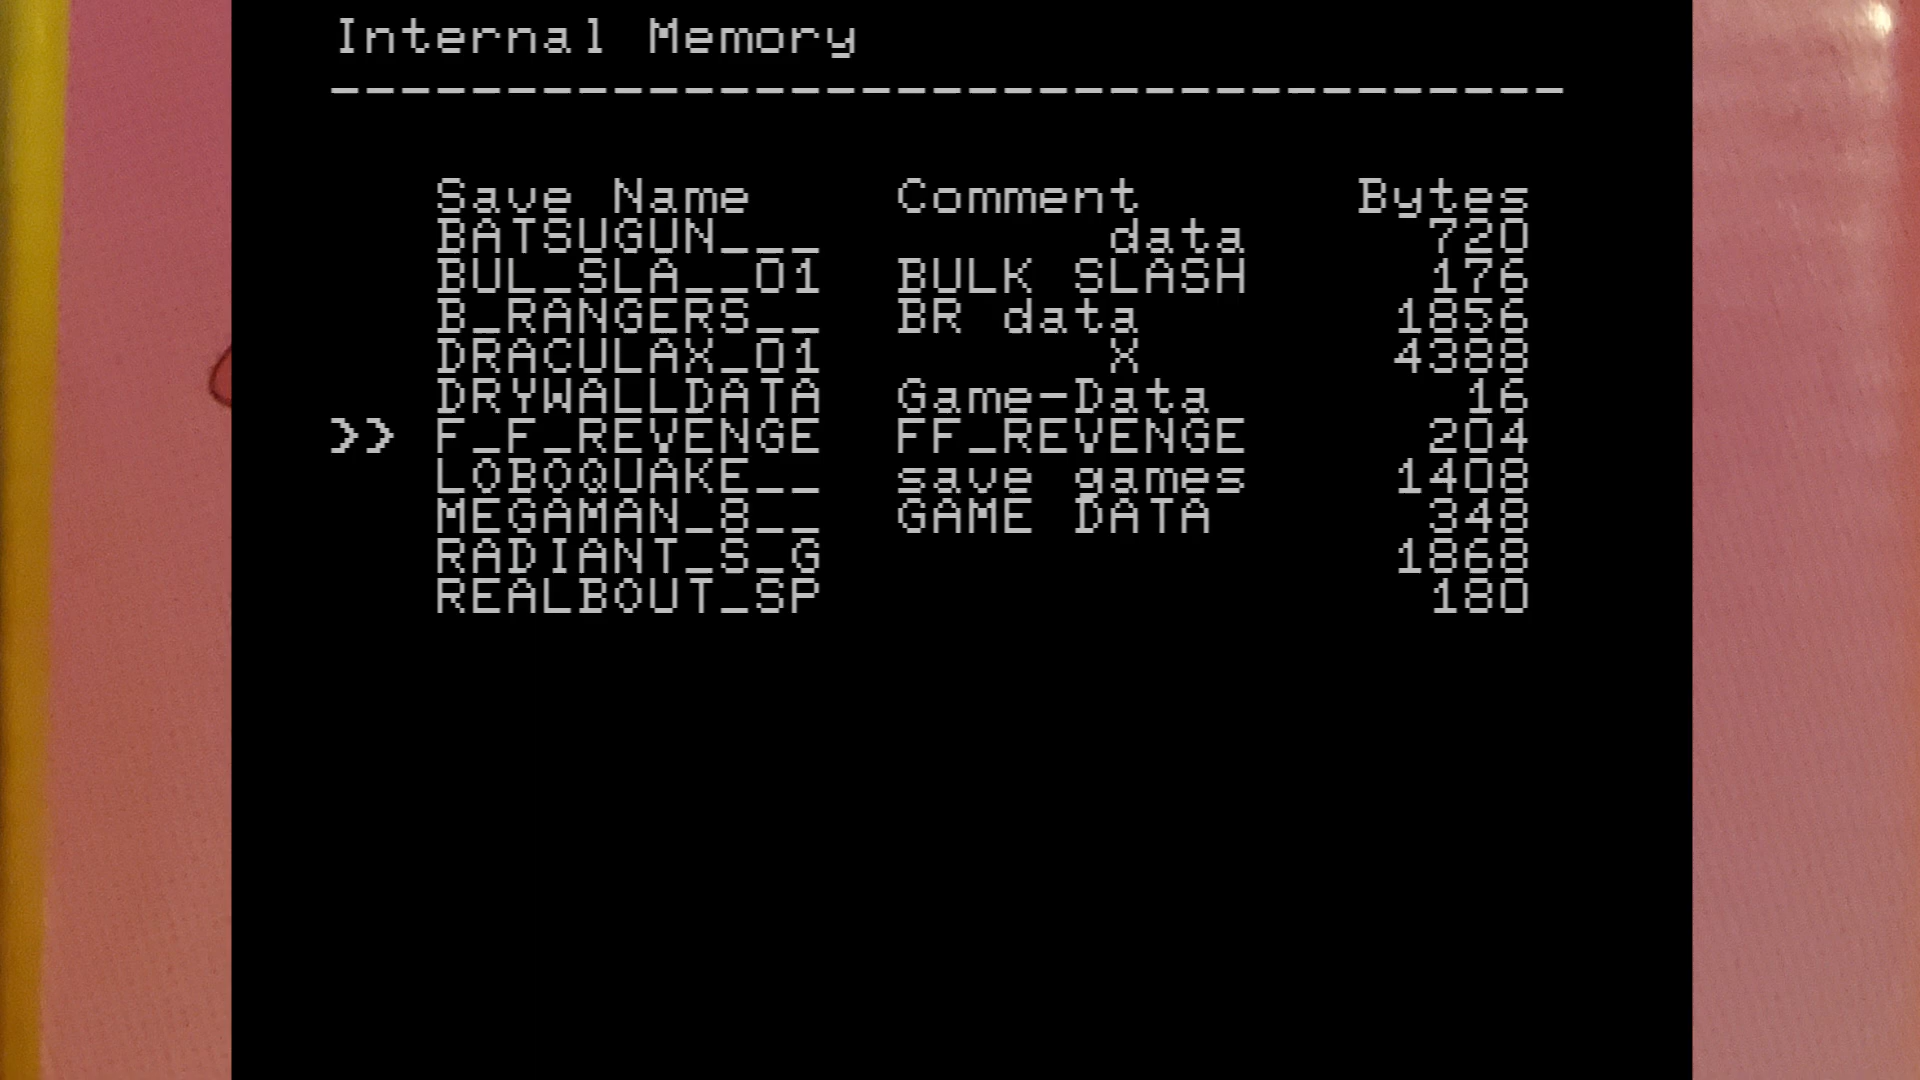 Internal Memory
-----------------------------------
Save Name Comment Bytes
BATSUGUN___ data 720
BUL_SLA__01 BULK SLASH 176
B_RANGERS__ BR data 1856
DRACULAX_01 X 4388
DRYWALLDATA Game-Data 16
>> F_F_REVENGE FF_REVENGE 204
LOBOQUAKE__ save games 1408
MEGAMAN_8__ GAME DATA 348
RADIANT_S_G 1868
REALBOUT_SP 180